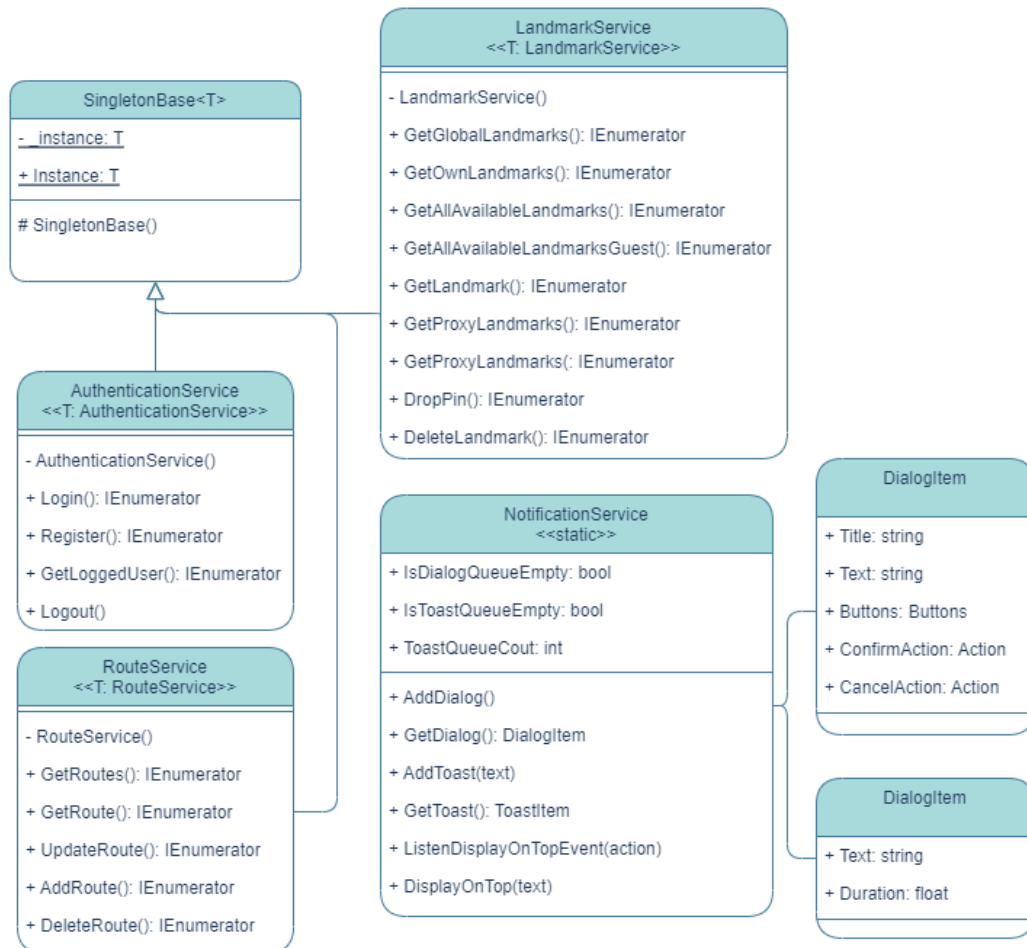 SingletonBase<T>
- _instance: T
+ Instance: T
# SingletonBase()
LandmarkService
<<T: LandmarkService>>
- LandmarkService()
+ GetGlobalLandmarks(): IEnumerator
+ GetOwnLandmarks(): IEnumerator
+ GetAllAvailableLandmarks(): IEnumerator
+ GetAllAvailableLandmarksGuest(): IEnumerator
+ GetLandmark(): IEnumerator
+ GetProxyLandmarks(): IEnumerator
+ GetProxyLandmarks(: IEnumerator
+ DropPin(): IEnumerator
+ DeleteLandmark(): IEnumerator
AuthenticationService
<<T: AuthenticationService>>
- AuthenticationService()
+ Login(): IEnumerator
+ Register(): IEnumerator
+ GetLoggedUser(): IEnumerator
+ Logout()
RouteService
<<T: RouteService>>
- RouteService()
+ GetRoutes(): IEnumerator
+ GetRoute(): IEnumerator
+ UpdateRoute(): IEnumerator
+ AddRoute(): IEnumerator
+ DeleteRoute(): IEnumerator
NotificationService
<<static>>
+ IsDialogQueueEmpty: bool
+ IsToastQueueEmpty: bool
+ ToastQueueCout: int
+ AddDialog()
+ GetDialog(): DialogItem
+ AddToast(text)
+ GetToast(): ToastItem
+ ListenDisplayOnTopEvent(action)
+ DisplayOnTop(text)
DialogItem
+ Title: string
+ Text: string
+ Buttons: Buttons
+ ConfirmAction: Action
+ CancelAction: Action
DialogItem
+ Text: string
+ Duration: float